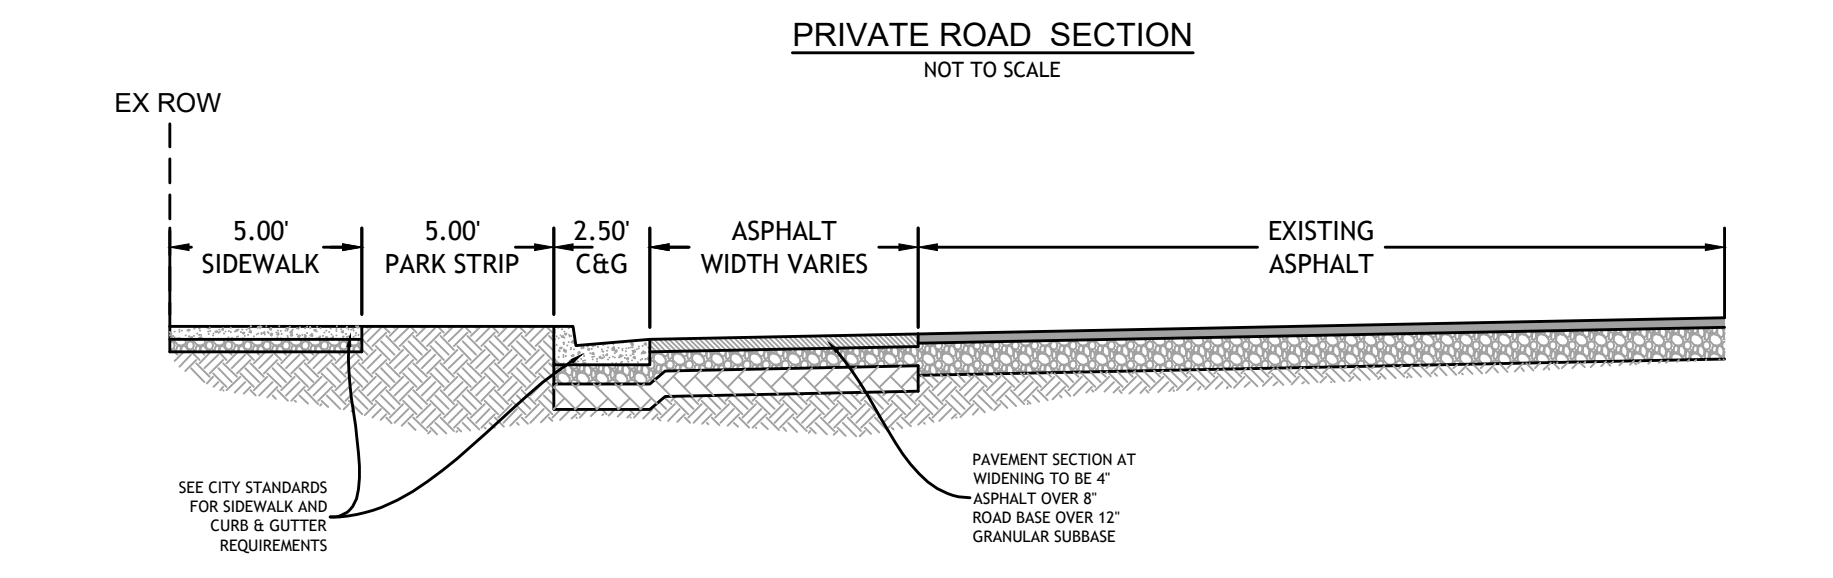 PRIVATE ROAD SECTION
NOT TO SCALE
EX ROW
5.00'
SIDEWALK
5.00'
PARK STRIP
2.50'
C&G
ASPHALT
WIDTH VARIES
EXISTING
ASPHALT
SEE CITY STANDARDS
FOR SIDEWALK AND
CURB & GUTTER
REQUIREMENTS
PAVEMENT SECTION AT
WIDENING TO BE 4"
ASPHALT OVER 8"
ROAD BASE OVER 12"
GRANULAR SUBBASE